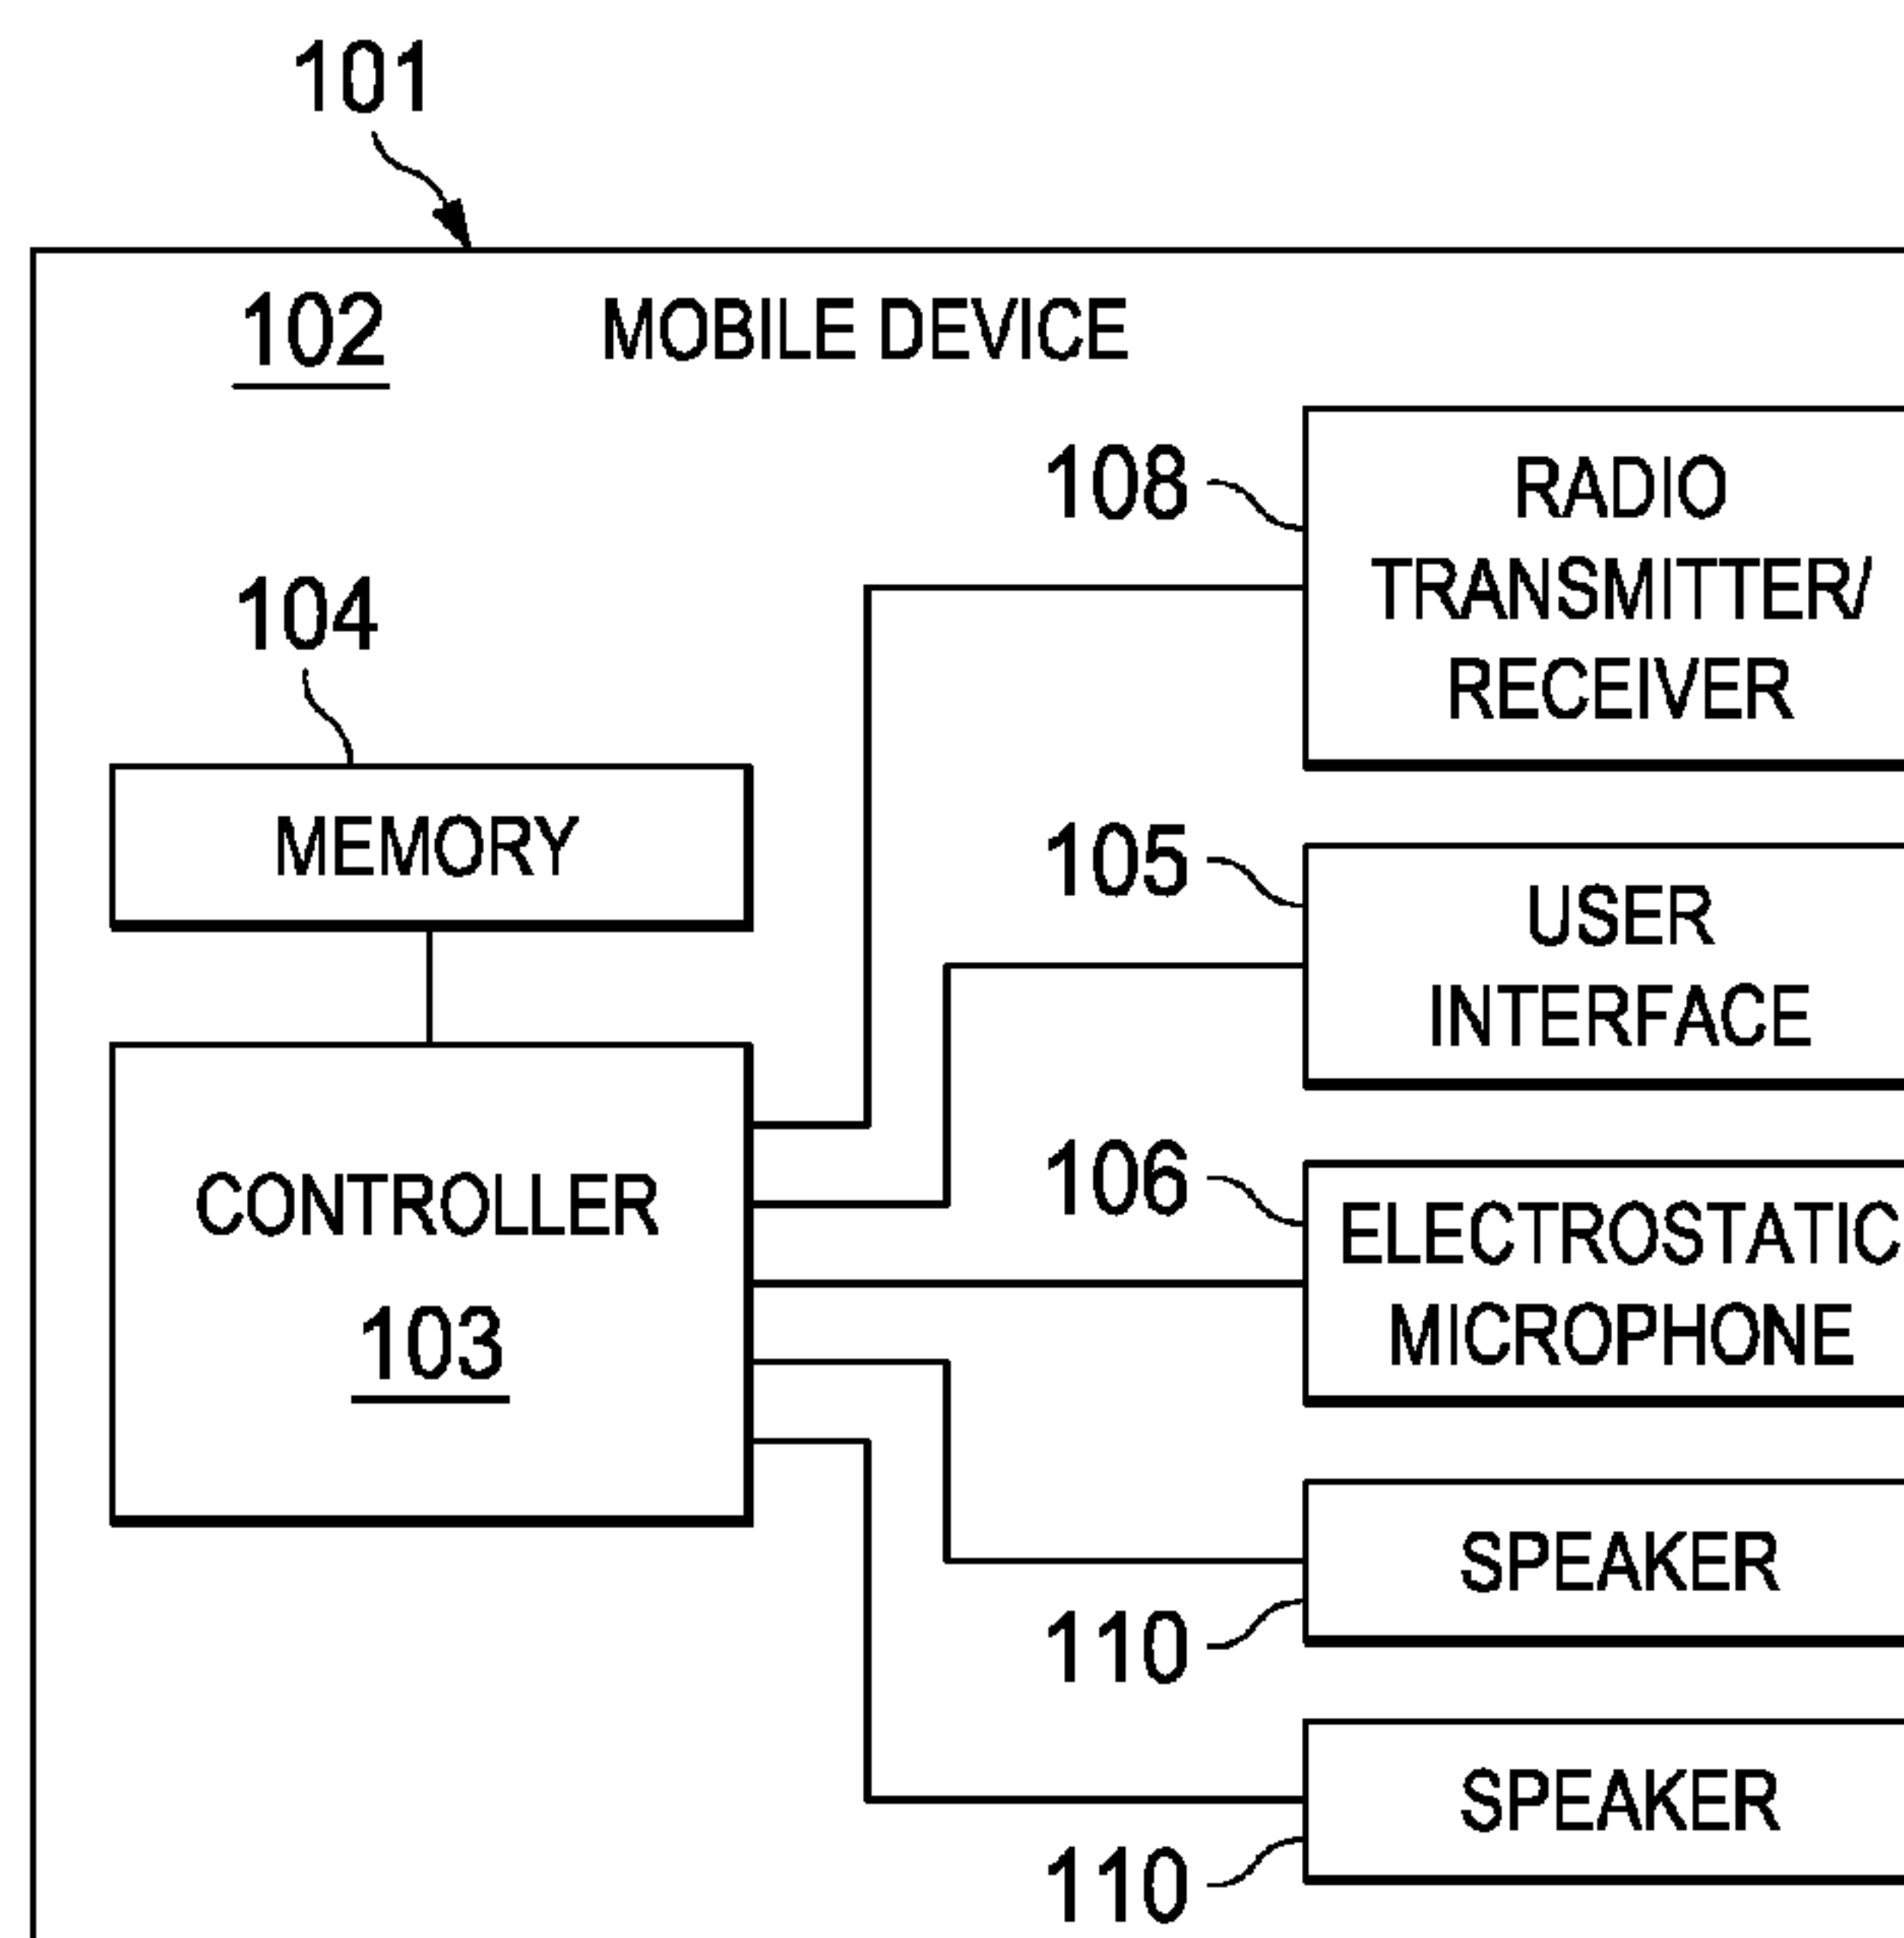 101
102
MOBILE DEVICE
108
RADIO
TRANSMITTER/
RECEIVER
104
MEMORY
105
USER
INTERFACE
CONTROLLER
103
106
ELECTROSTATIC
MICROPHONE
SPEAKER
110
SPEAKER
110